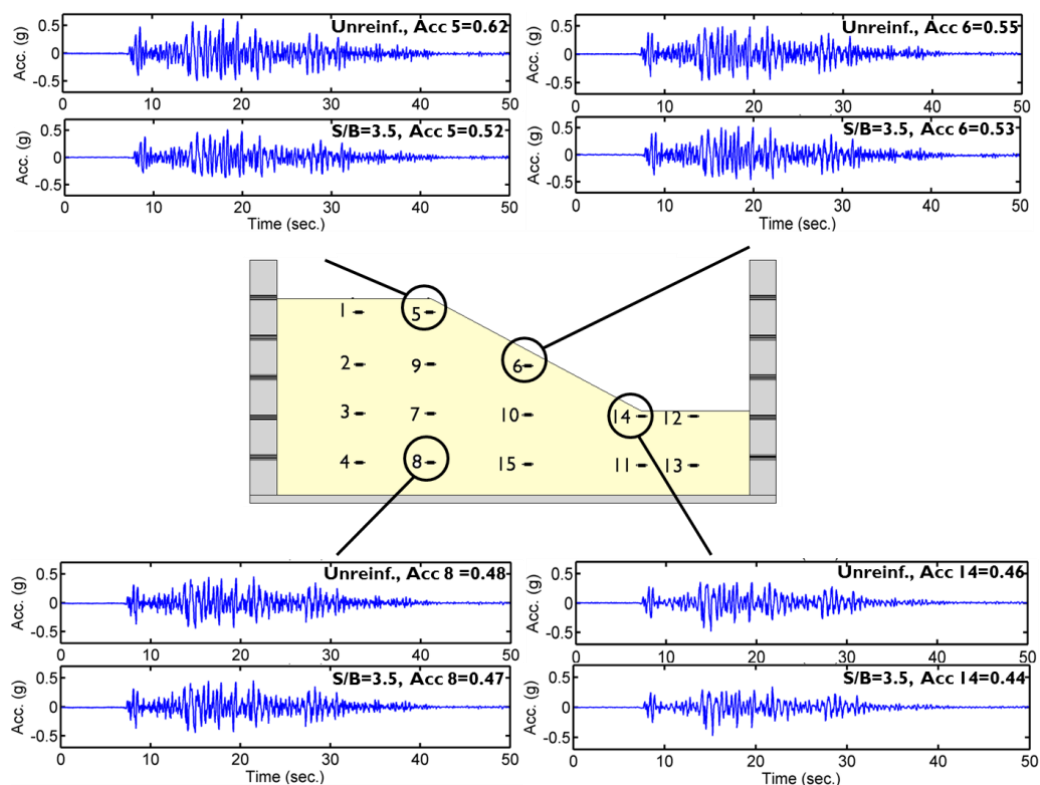 Unreinf., Acc 5=0.62
Acc. (g)
0.5
0
-0.5
0 10 20 30 40 50
S/B=3.5, Acc 5=0.52
Acc. (g)
0.5
0
-0.5
0 10 20 30 40 50
Time (sec.)
Unreinf., Acc 6=0.55
Acc. (g)
0.5
0
-0.5
0 10 20 30 40 50
S/B=3.5, Acc 6=0.53
Acc. (g)
0.5
0
-0.5
0 10 20 30 40 50
Time (sec.)
1 5
2 9 6
3 7 10 14 12
4 8 15 11 13
Unreinf., Acc 8 =0.48
Acc. (g)
0.5
0
-0.5
0 10 20 30 40 50
S/B=3.5, Acc 8=0.47
Acc. (g)
0.5
0
-0.5
0 10 20 30 40 50
Time (sec.)
Unreinf., Acc 14=0.46
Acc. (g)
0.5
0
-0.5
0 10 20 30 40 50
S/B=3.5, Acc 14=0.44
Acc. (g)
0.5
0
-0.5
0 10 20 30 40 50
Time (sec.)